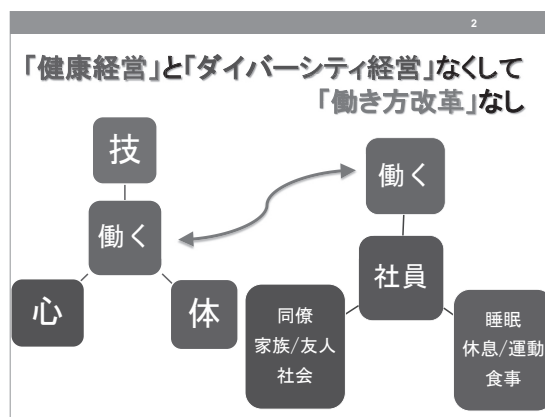 2
「健康経営」と「ダイバーシティ経営」なくして
「働き方改革」なし
技
働く
心
体
働く
社員
同僚
家族/友人
社会
睡眠
休息/運動
食事